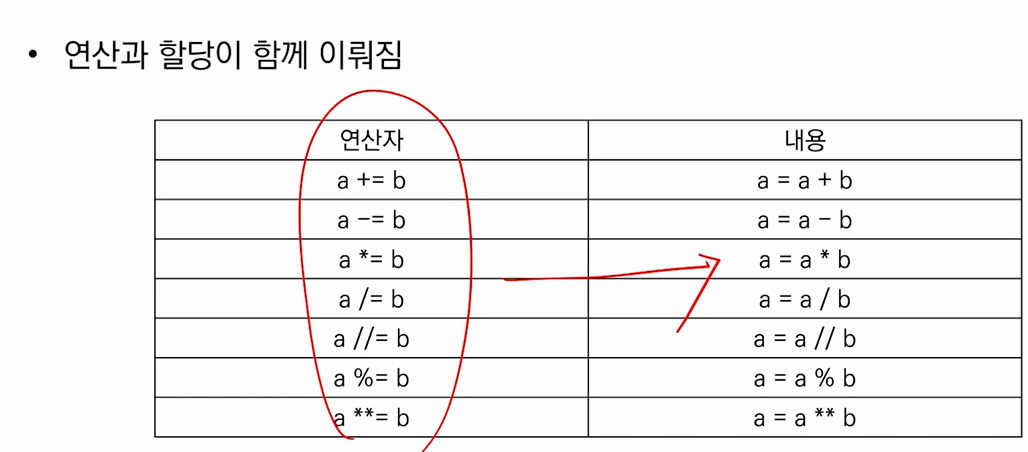 • 연산과 할당이 함께 이뤄짐
연산자 내용
a += b a = a + b
a -= b a = a - b
a *= b a = a * b
a /= b a = a / b
a //= b a = a // b
a %= b a = a % b
a **= b a = a ** b